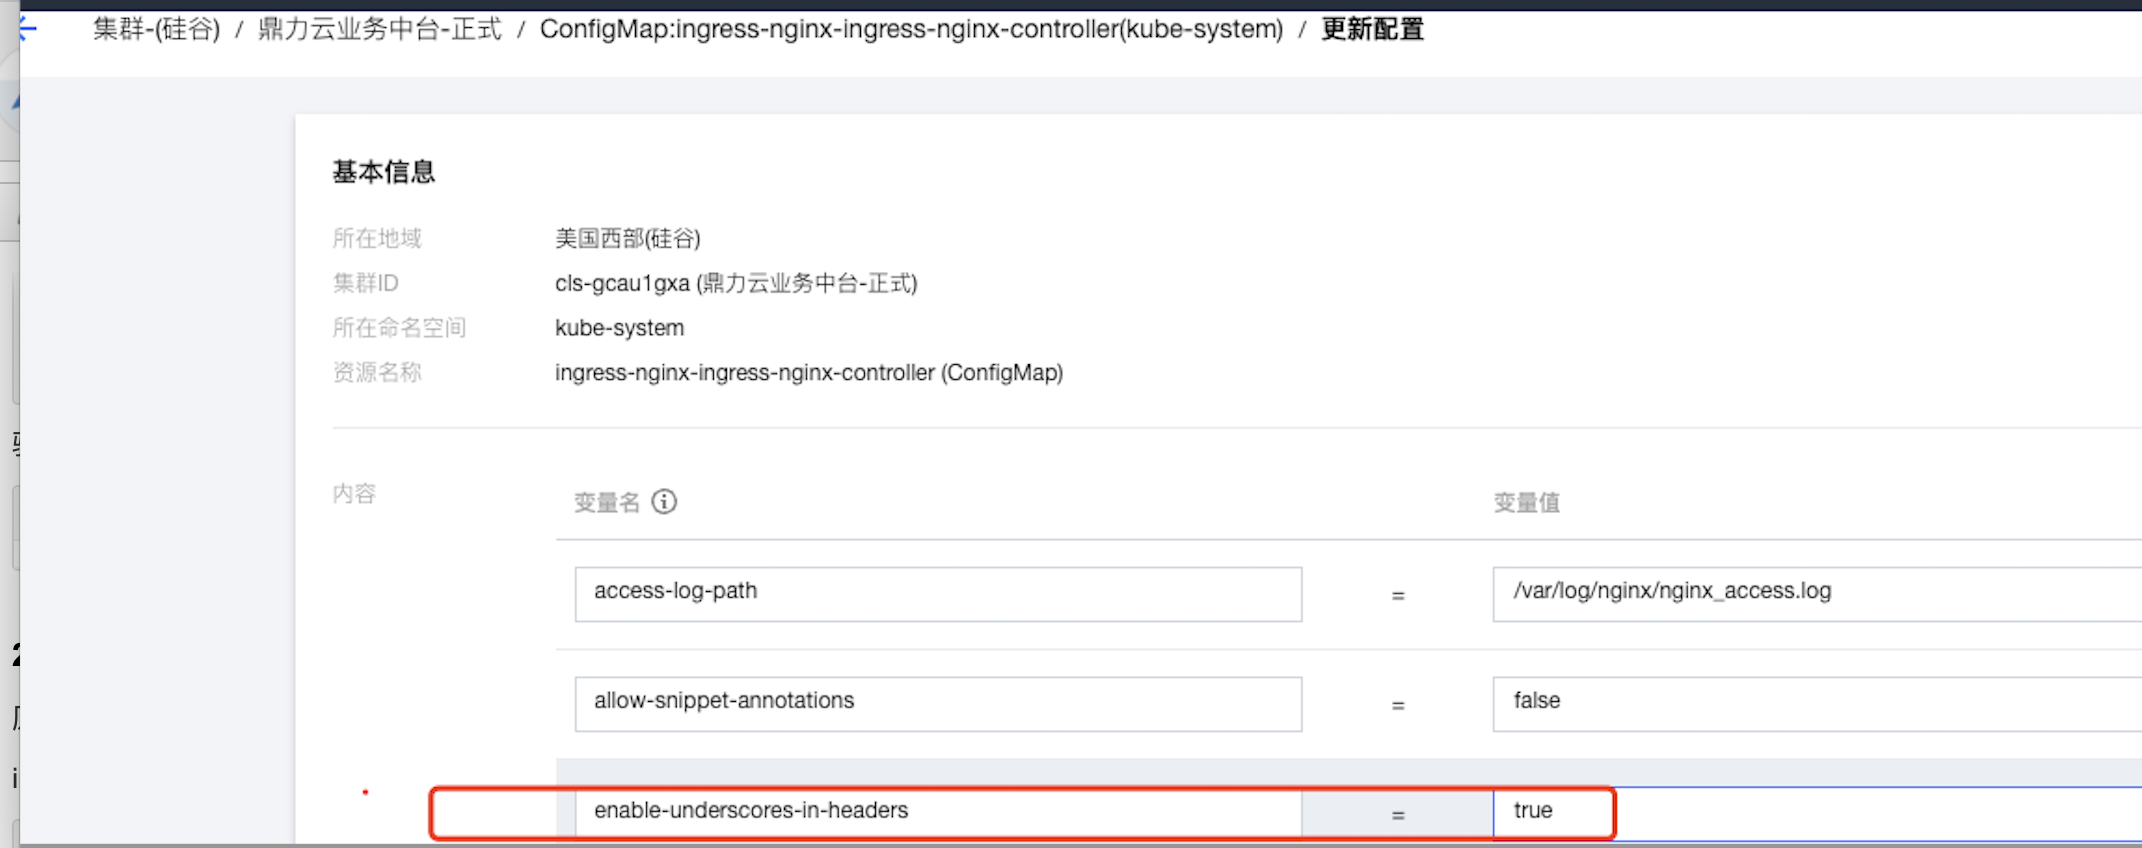 集群-(硅谷) / 鼎力云业务中台-正式 / ConfigMap:ingress-nginx-ingress-nginx-controller(kube-system) / 更新配置
基本信息
所在地域 美国西部(硅谷)
集群ID cls-gcau1gxa (鼎力云业务中台-正式)
所在命名空间 kube-system
资源名称 ingress-nginx-ingress-nginx-controller (ConfigMap)
内容 变量名 变量值
access-log-path = /var/log/nginx/nginx_access.log
allow-snippet-annotations = false
enable-underscores-in-headers = true